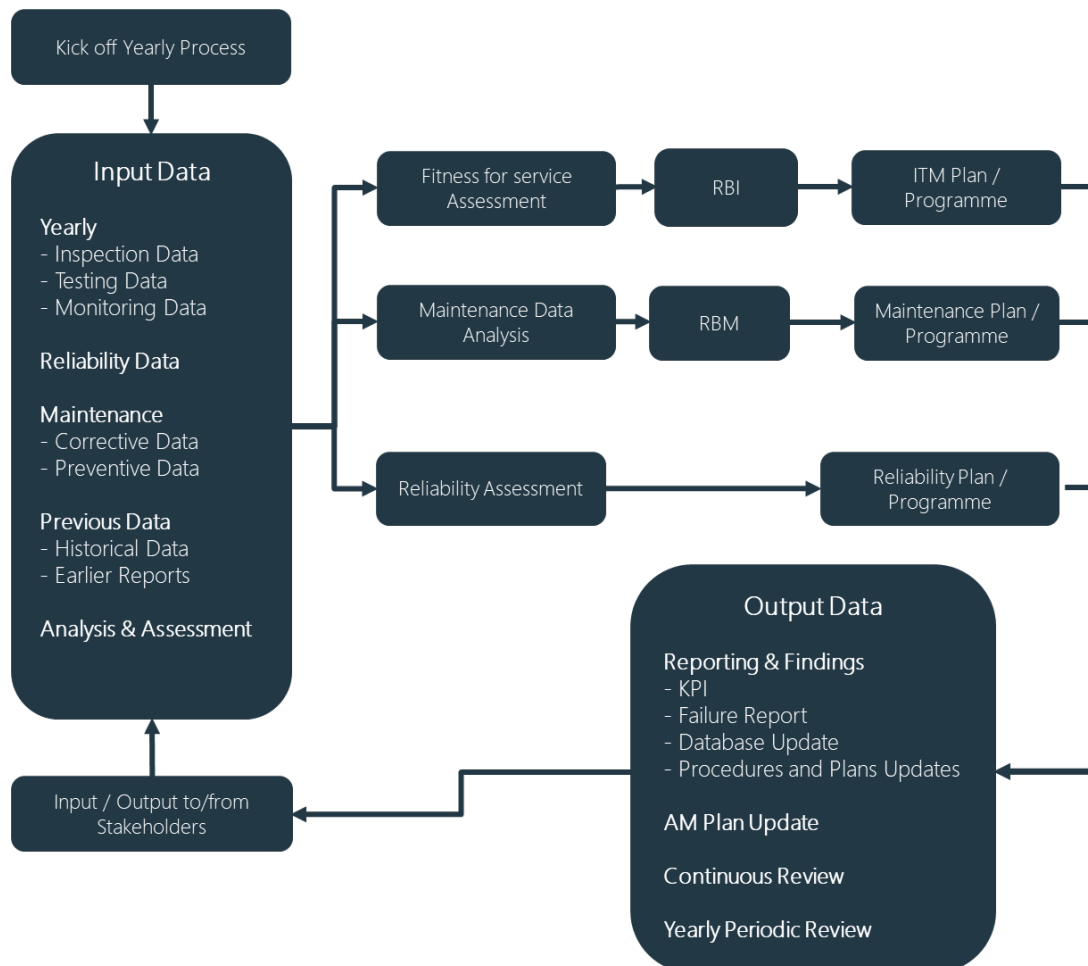 Kick off Yearly Process
Input Data
Yearly
- Inspection Data
- Testing Data
- Monitoring Data
Reliability Data
Maintenance
- Corrective Data
- Preventive Data
Previous Data
- Historical Data
- Earlier Reports
Analysis & Assessment
Fitness for service
Assessment
RBI
ITM Plan /
Programme
Maintenance Data
Analysis
RBM
Maintenance Plan /
Programme
Reliability Assessment
Reliability Plan /
Programme
Output Data
Reporting & Findings
- KPI
- Failure Report
- Database Update
- Procedures and Plans Updates
AM Plan Update
Continuous Review
Yearly Periodic Review
Input / Output to/from
Stakeholders